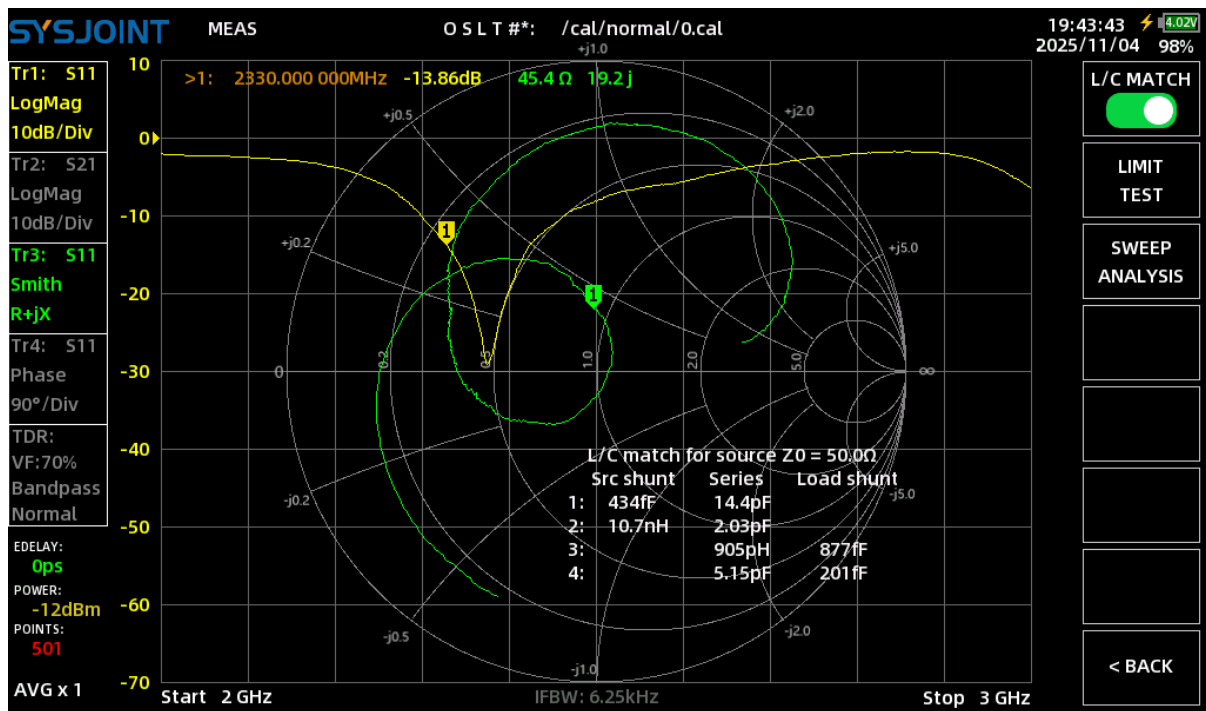 SYSJOINT MEAS O S L T #*: /cal/normal/0.cal 19:43:43 4.02V
2025/11/04 98%
Tr1: S11
LogMag
10dB/Div
Tr2: S21
LogMag
10dB/Div
Tr3: S11
Smith
R+jX
Tr4: S11
Phase
90°/Div
TDR:
VF:70%
Bandpass
Normal
EDELAY:
0ps
POWER:
-12dBm
POINTS:
501
AVG x 1
10
0
-10
-20
-30
-40
-50
-60
-70
>1: 2330.000 000MHz -13.86dB 45.4 Ω 19.2 j
+j1.0
+j0.5
+j2.0
+j0.2
+j5.0
1
1
0
0.2
0.5
1.0
2.0
5.0
∞
-j0.2
-j5.0
-j0.5
-j2.0
-j1.0
L/C match for source Z0 = 50.0Ω
Src shunt Series Load shunt
1: 434fF 14.4pF
2: 10.7nH 2.03pF
3: 905pH 877fF
4: 5.15pF 201fF
Start 2 GHz IFBW: 6.25kHz Stop 3 GHz
L/C MATCH
LIMIT
TEST
SWEEP
ANALYSIS
< BACK